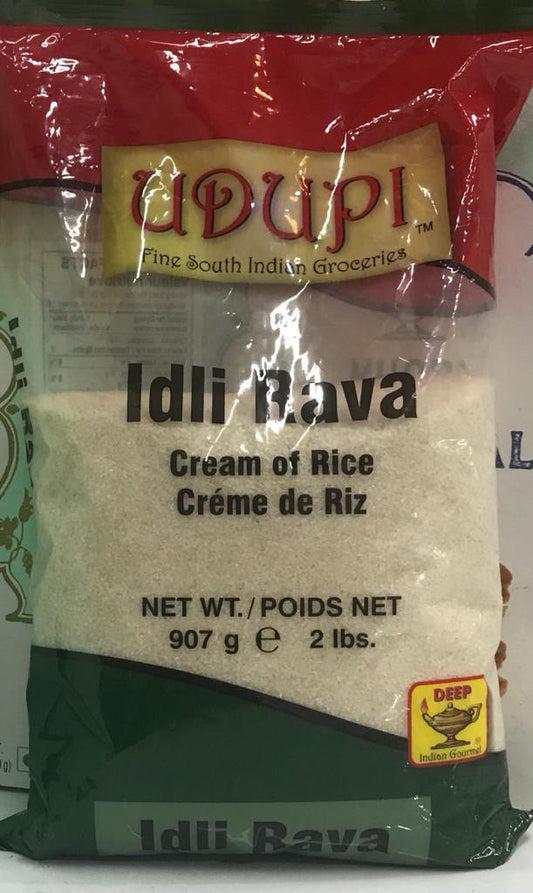 UDUPI TM
Fine South Indian Groceries
Idli Rava
Cream of Rice
Créme de Riz
NET WT./POIDS NET
907 g ℮ 2 lbs.
DEEP
®
Indian Gourmet
Idli Rava